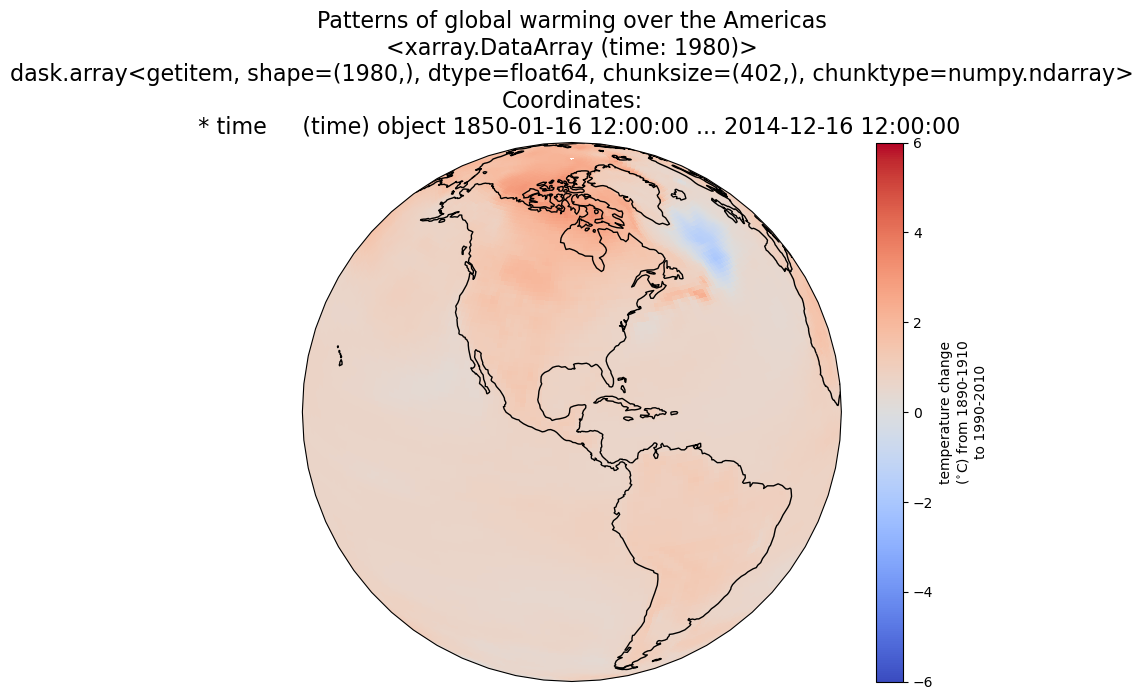 Patterns of global warming over the Americas
<xarray.DataArray (time: 1980)>
dask.array<getitem, shape=(1980,), dtype=float64, chunksize=(402,), chunktype=numpy.ndarray>
Coordinates:
* time     (time) object 1850-01-16 12:00:00 ... 2014-12-16 12:00:00
6
4
2
0
−2
−4
−6
temperature change
(°C) from 1890-1910
to 1990-2010